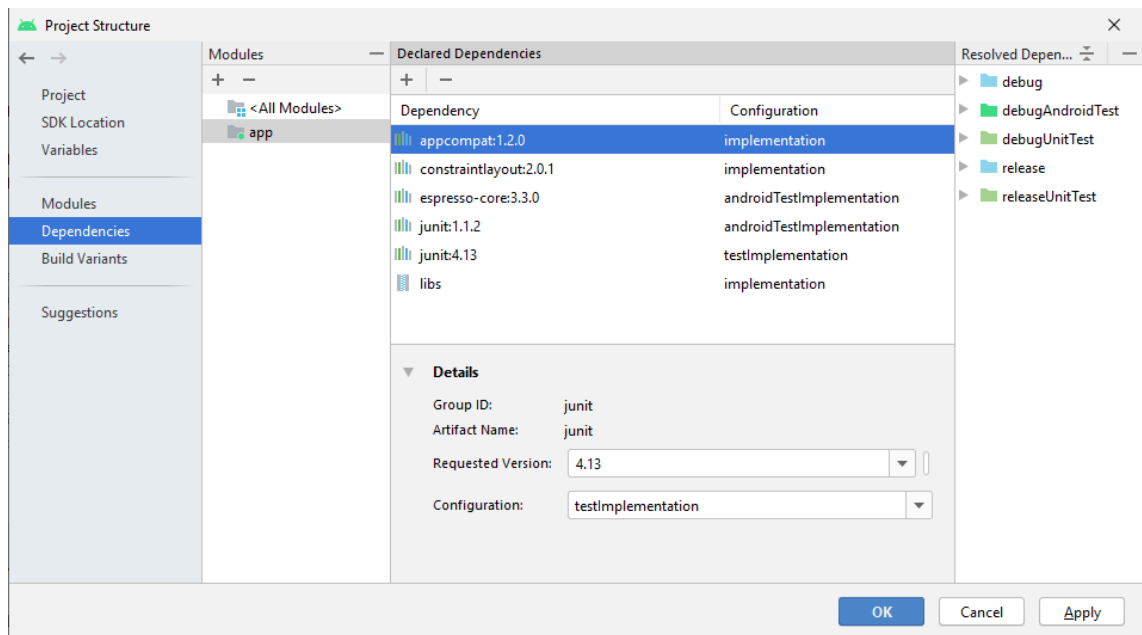 Project Structure
Modules
Declared Dependencies
Resolved Depen...
Project
SDK Location
Variables
Modules
Dependencies
Build Variants
Suggestions
<All Modules>
app
Dependency Configuration
appcompat:1.2.0 implementation
constraintlayout:2.0.1 implementation
espresso-core:3.3.0 androidTestImplementation
junit:1.1.2 androidTestImplementation
junit:4.13 testImplementation
libs implementation
Details
Group ID: junit
Artifact Name: junit
Requested Version: 4.13
Configuration: testImplementation
debug
debugAndroidTest
debugUnitTest
release
releaseUnitTest
OK Cancel Apply